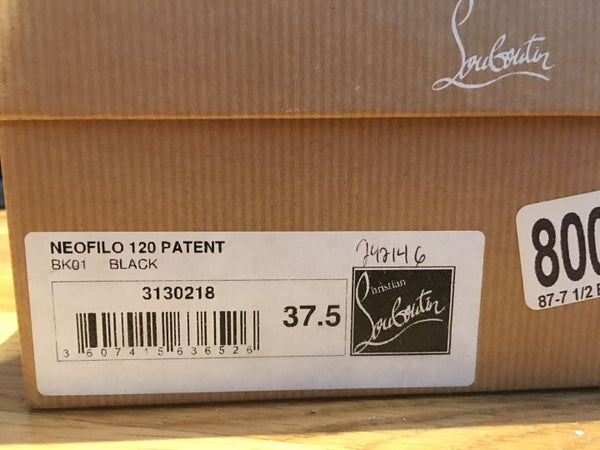 Louboutin
NEOFILO 120 PATENT
BK01 BLACK
3130218
37.5
3 607415 636526
Christian
Louboutin
800
87-7 1/2